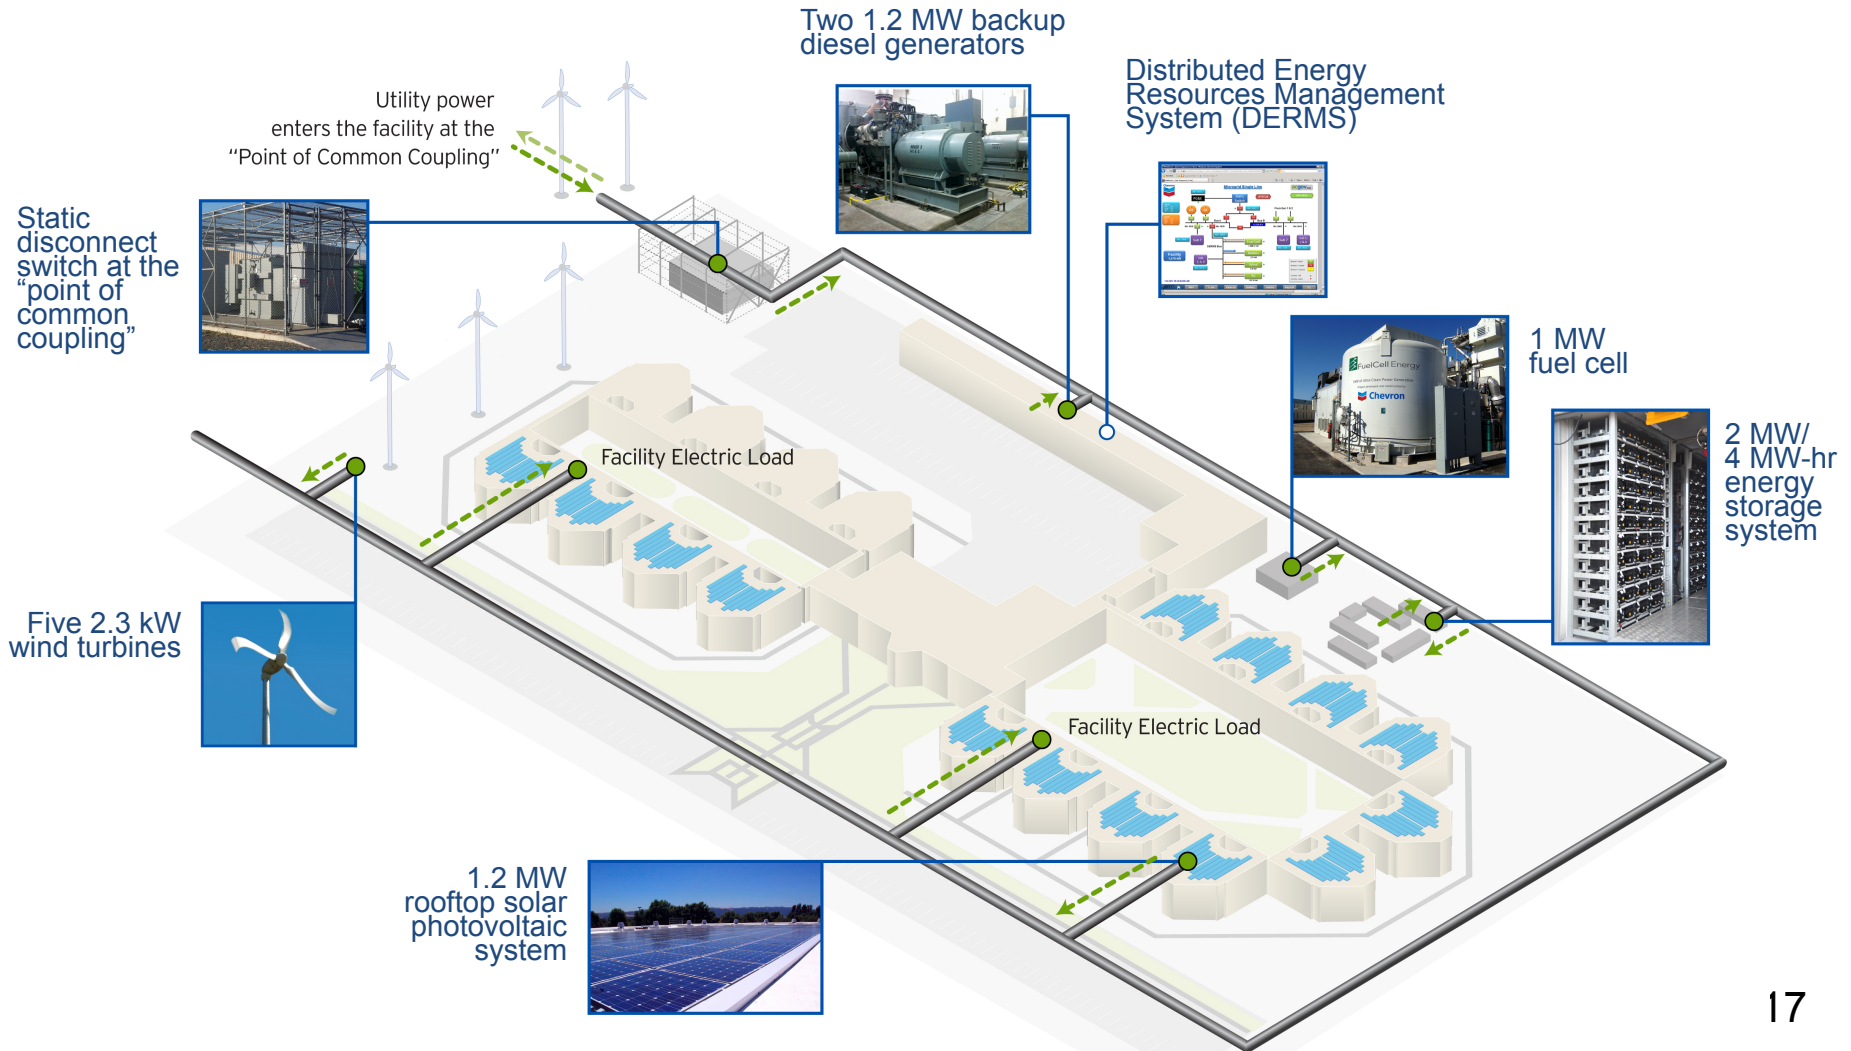 Two 1.2 MW backup
diesel generators
Distributed Energy
Resources Management
System (DERMS)
Utility power
enters the facility at the
“Point of Common Coupling”
Static
disconnect
switch at the
“point of
common
coupling”
1 MW
fuel cell
FuelCell Energy
Chevron
2 MW/
4 MW-hr
energy
storage
system
Facility Electric Load
Five 2.3 kW
wind turbines
Facility Electric Load
1.2 MW
rooftop solar
photovoltaic
system
17